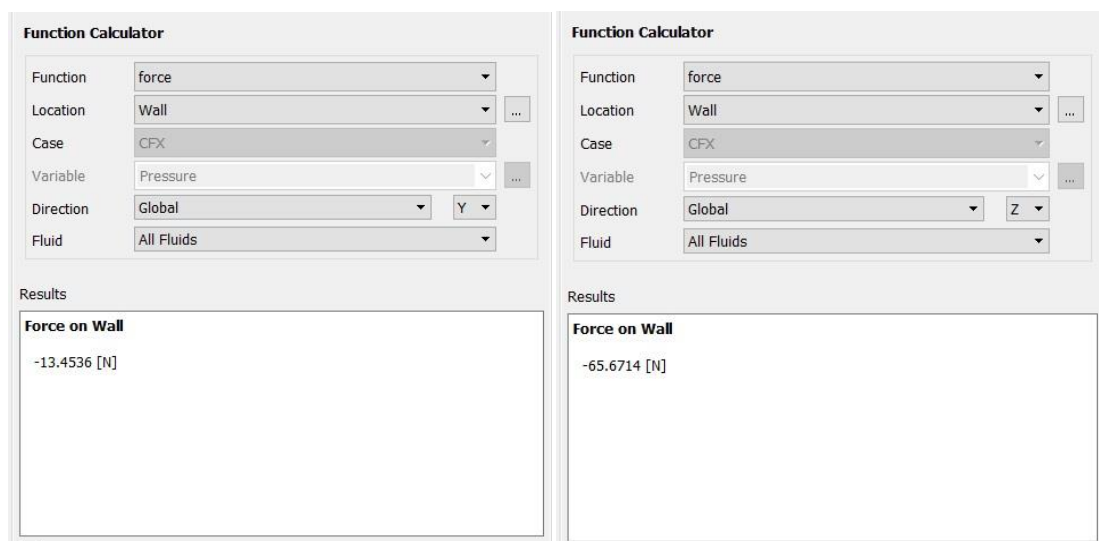 Function Calculator
Function force
Location Wall ...
Case CFX
Variable Pressure ...
Direction Global Y
Fluid All Fluids
Results
Force on Wall
-13.4536 [N]
Function Calculator
Function force
Location Wall ...
Case CFX
Variable Pressure ...
Direction Global Z
Fluid All Fluids
Results
Force on Wall
-65.6714 [N]